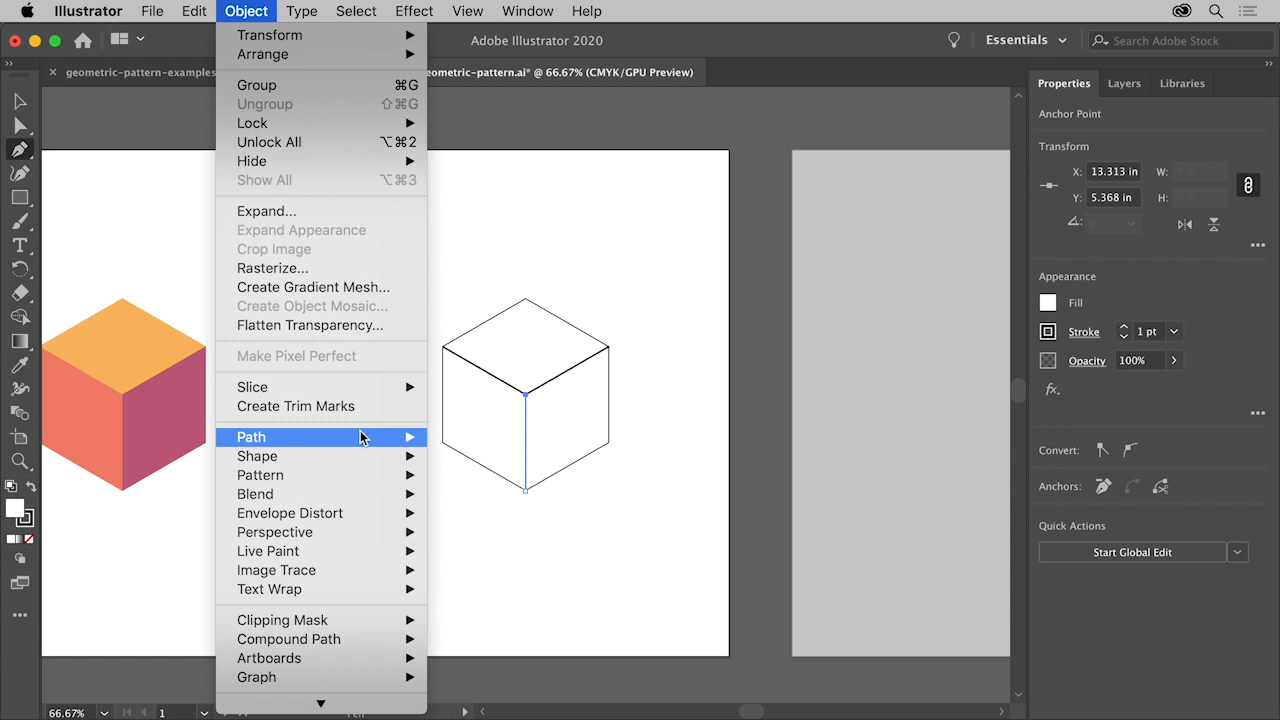 Illustrator File Edit Object Type Select Effect View Window Help
Adobe Illustrator 2020
Essentials
Search Adobe Stock
geometric-pattern-examples
eometric-pattern.ai* @ 66.67% (CMYK/GPU Preview)
Transform
Arrange
Group ⌘G
Ungroup ⇧⌘G
Lock
Unlock All ⌥⌘2
Hide
Show All ⌥⌘3
Expand...
Expand Appearance
Crop Image
Rasterize...
Create Gradient Mesh...
Create Object Mosaic...
Flatten Transparency...
Make Pixel Perfect
Slice
Create Trim Marks
Path
Shape
Pattern
Blend
Envelope Distort
Perspective
Live Paint
Image Trace
Text Wrap
Clipping Mask
Compound Path
Artboards
Graph
Properties Layers Libraries
Anchor Point
Transform
X: 13.313 in W: 0 in
Y: 5.368 in H: 0 in
Appearance
Fill
Stroke 1 pt
Opacity 100%
fx.
Convert:
Anchors:
Quick Actions
Start Global Edit
66.67% 1